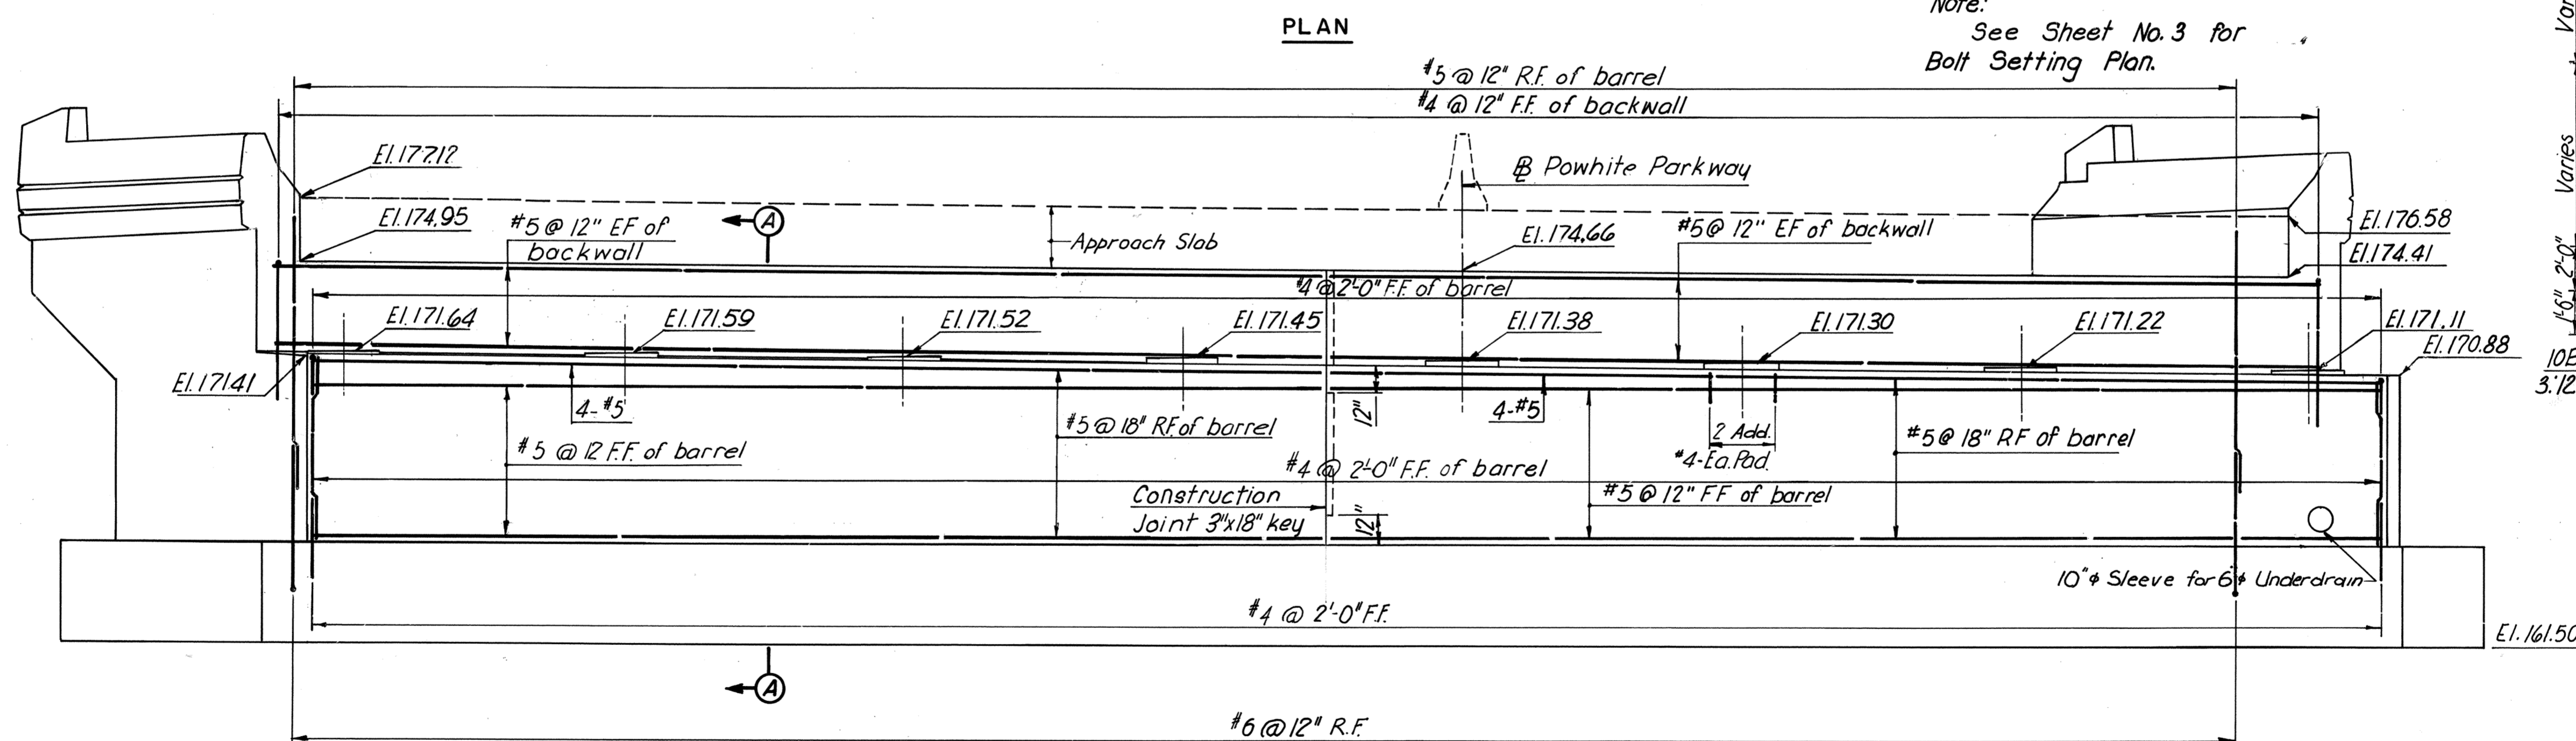 PLAN
Note:
See Sheet No. 3 for
Bolt Setting Plan.
#5 @ 12" R.F. of barrel
#4 @ 12" F.F. of backwall
El. 177.12
℄ Powhite Parkway
El. 174.95
#5 @ 12" EF of
backwall
A
Approach Slab
El. 174.66
#5 @ 12" EF of backwall
El. 176.58
El. 174.41
#4 @ 2'-0" F.F. of barrel
El. 171.64
El. 171.59
El. 171.52
El. 171.45
El. 171.38
El. 171.30
El. 171.22
El. 171.11
El. 170.88
El. 171.41
4-#5
12"
4-#5
#5 @ 12 F.F. of barrel
#5 @ 18" R.F. of barrel
2 Add.
#4-Ea. Pad.
#5 @ 18" RF of barrel
#4 @ 2'-0" F.F. of barrel
Construction
Joint 3"x18" key
12"
#5 @ 12" FF of barrel
10"φ Sleeve for 6"φ Underdrain
#4 @ 2'-0" F.F.
El. 161.50
A
#6 @ 12" R.F.
Varies
1'-6"
2'-0"
3:12